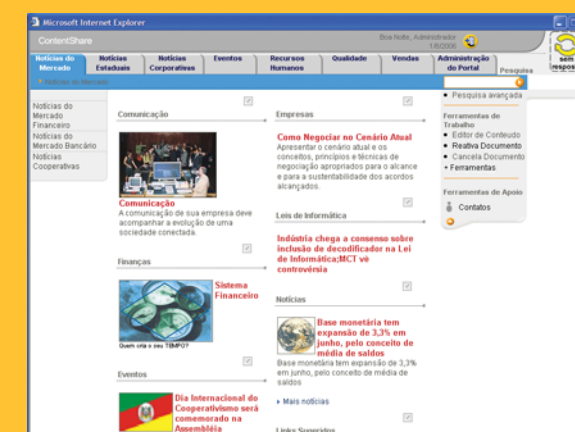 Microsoft Internet Explorer
ContentShare
Boa Noite, Administrador
1/8/2006
Notícias do
Mercado
Notícias
Estaduais
Notícias
Corporativas
Eventos
Recursos
Humanos
Qualidade
Vendas
Administração
do Portal
Pesquisa
sem
Notícias do Mercado
Notícias do
Mercado
Financeiro
Notícias do
Mercado Bancário
Notícias
Cooperativas
Comunicação
Comunicação
A comunicação de sua empresa deve
acompanhar a evolução de uma
sociedade conectada.
Finanças
Sistema
Financeiro
Quem cria o seu TEMPO?
Eventos
Dia Internacional do
Cooperativismo será
comemorado na
Assembléia
Empresas
Como Negociar no Cenário Atual
Apresentar o cenário atual e os
conceitos, princípios e técnicas de
negociação apropriados para o alcance
e para a sustentabilidade dos acordos
alcançados.
Leis de Informática
Indústria chega a consenso sobre
inclusão de decodificador na Lei
de Informática;MCT vê
controvérsia
Notícias
Base monetária tem
expansão de 3,3% em
junho, pelo conceito de
média de saldos
Base monetária tem expansão de 3,3%
em junho, pelo conceito de média de
saldos
Mais notícias
Links Sugeridos
Pesquisa avançada
Ferramentas de
Trabalho
Editor de Conteudo
Reativa Documento
Cancela Documento
+ Ferramentas
Ferramentas de Apoio
Contatos